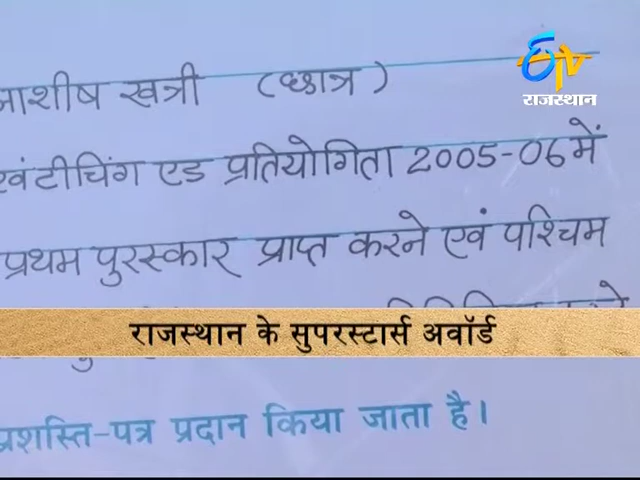 ETV
राजस्थान
आशीष खत्री (छात्र)
एवं टीचिंग एड प्रतियोगिता 2005-06 में
प्रथम पुरस्कार प्राप्त करने एवं पश्चिम
राजस्थान के सुपरस्टार्स अवॉर्ड
प्रशस्ति-पत्र प्रदान किया जाता है।